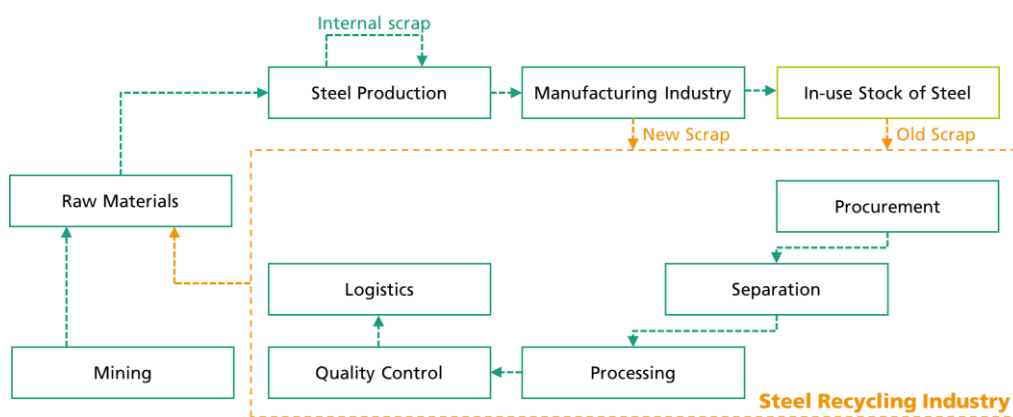 Internal scrap
Steel Production
Manufacturing Industry
In-use Stock of Steel
New Scrap
Old Scrap
Raw Materials
Procurement
Logistics
Separation
Mining
Quality Control
Processing
Steel Recycling Industry